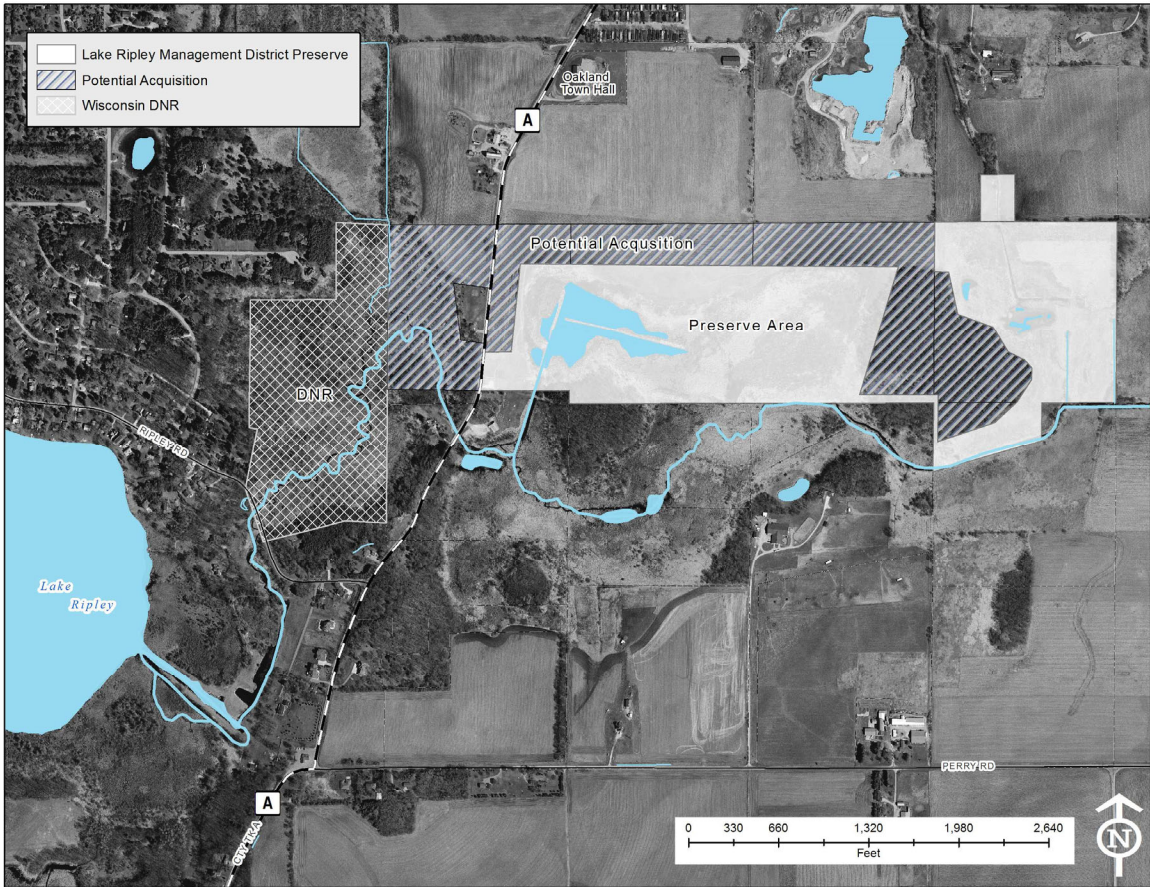 Lake Ripley Management District Preserve
Potential Acquisition
Wisconsin DNR
Oakland
Town Hall
A
Potential Acqusition
Preserve Area
DNR
RIPLEY RD
Lake
Ripley
PERRY RD
A
CTY TK A
0 330 660 1,320 1,980 2,640
Feet
N